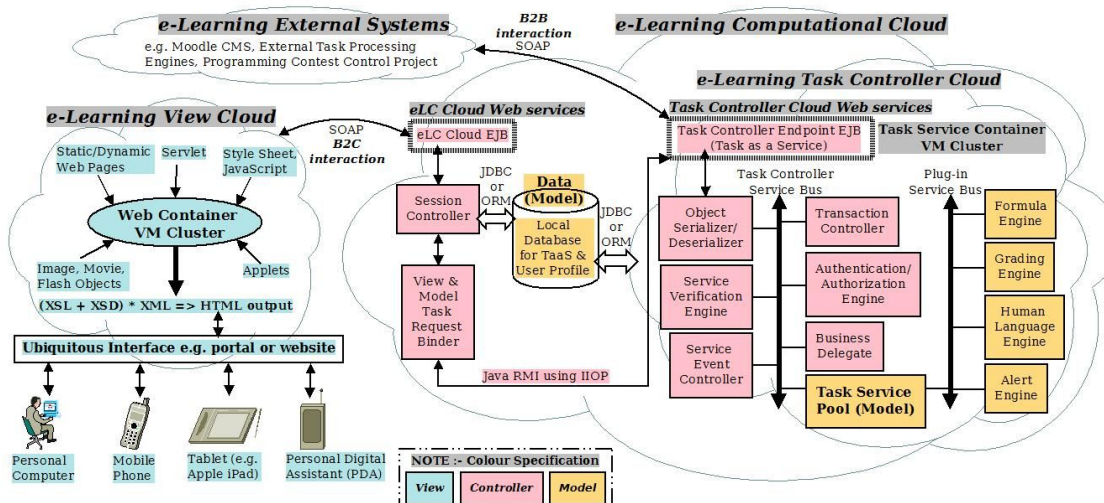 e-Learning External Systems
e.g. Moodle CMS, External Task Processing
Engines, Programming Contest Control Project
B2B
interaction
SOAP
e-Learning Computational Cloud
e-Learning View Cloud
Static/Dynamic
Web Pages
Servlet
Style Sheet,
JavaScript
Web Container
VM Cluster
Image, Movie,
Flash Objects
Applets
(XSL + XSD) * XML => HTML output
Ubiquitous Interface e.g. portal or website
Personal
Computer
Mobile
Phone
Tablet (e.g.
Apple iPad)
Personal Digital
Assistant (PDA)
SOAP
B2C
interaction
eLC Cloud Web services
eLC Cloud EJB
Session
Controller
JDBC
or
ORM
Data
(Model)
Local
Database
for TaaS &
User Profile
JDBC
or
ORM
View &
Model
Task
Request
Binder
Java RMI using IIOP
e-Learning Task Controller Cloud
Task Controller Cloud Web services
Task Controller Endpoint EJB
(Task as a Service)
Task Service Container
VM Cluster
Task Controller
Service Bus
Plug-in
Service Bus
Object
Serializer/
Deserializer
Service
Verification
Engine
Service
Event
Controller
Transaction
Controller
Authentication/
Authorization
Engine
Business
Delegate
Task Service
Pool (Model)
Formula
Engine
Grading
Engine
Human
Language
Engine
Alert
Engine
NOTE :- Colour Specification
View
Controller
Model